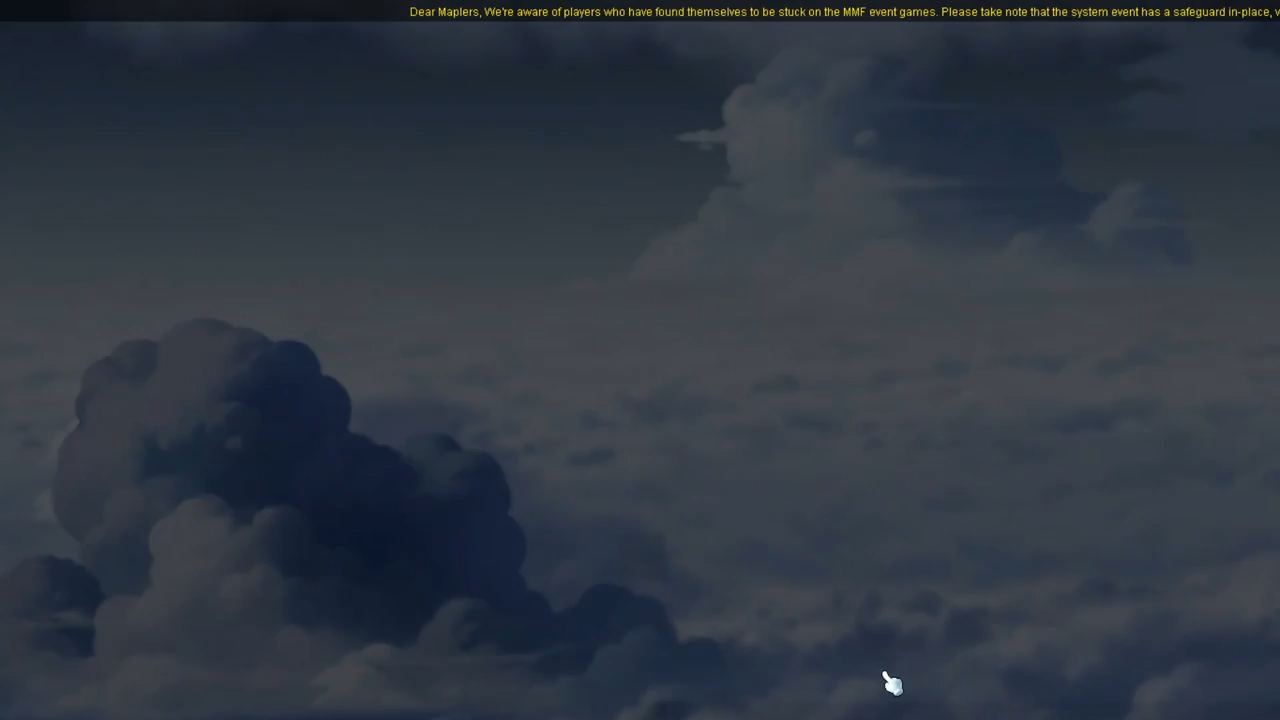 Dear Maplers, We're aware of players who have found themselves to be stuck on the MMF event games. Please take note that the system event has a safeguard in-place,